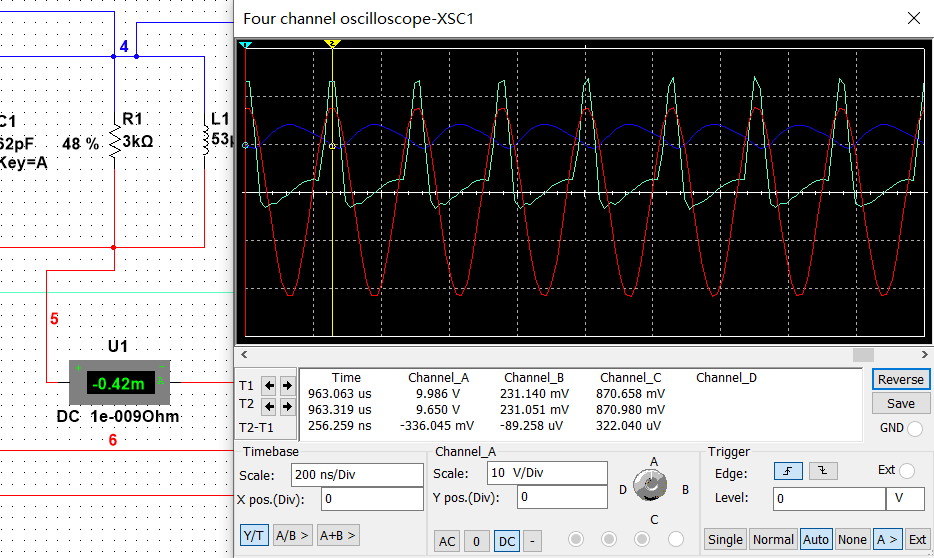 Four channel oscilloscope-XSC1
4
C1
62pF
Key=A
48 %
R1
3kΩ
L1
53μ
5
U1
-0.42m
DC 1e-009Ohm
6
T1
T2
T2-T1
Time Channel_A Channel_B Channel_C Channel_D
963.063 us 9.986 V 231.140 mV 870.658 mV
963.319 us 9.650 V 231.051 mV 870.980 mV
256.259 ns -336.045 mV -89.258 uV 322.040 uV
Reverse
Save
GND
Timebase
Scale: 200 ns/Div
X pos.(Div): 0
Y/T A/B > A+B >
Channel_A
Scale: 10 V/Div
Y pos.(Div): 0
AC 0 DC -
A
D B
C
Trigger
Edge: Ext
Level: 0 V
Single Normal Auto None A > Ext